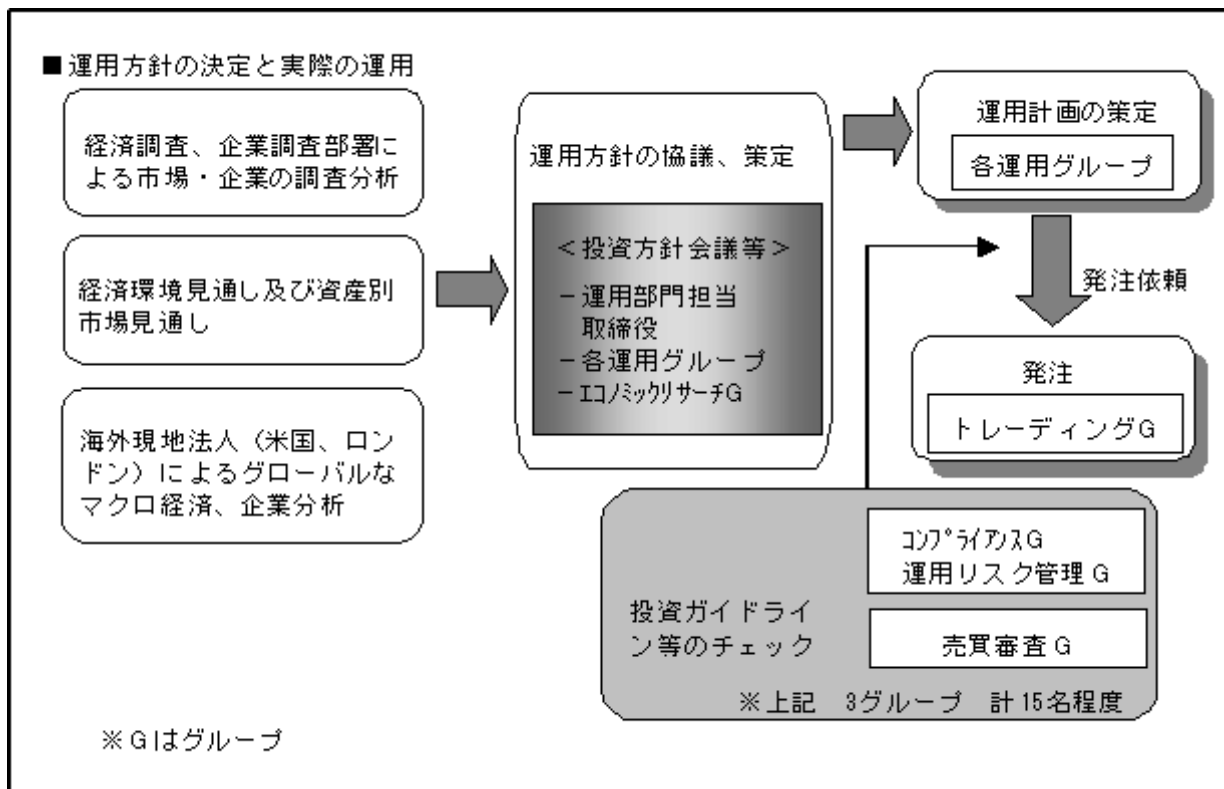 ■運用方針の決定と実際の運用
経済調査、企業調査部署に
よる市場・企業の調査分析
経済環境見通し及び資産別
市場見通し
海外現地法人（米国、ロン
ドン）によるグローバルな
マクロ経済、企業分析
運用方針の協議、策定
＜投資方針会議等＞
－運用部門担当
取締役
－各運用グループ
－ｴｺﾉﾐｯｸﾘｻｰﾁG
運用計画の策定
各運用グループ
発注依頼
発注
トレーディングG
投資ガイドライ
ン等のチェック
ｺﾝﾌﾟﾗｲｱﾝｽG
運用リスク管理G
売買審査G
※上記　3グループ　計15名程度
※Gはグループ